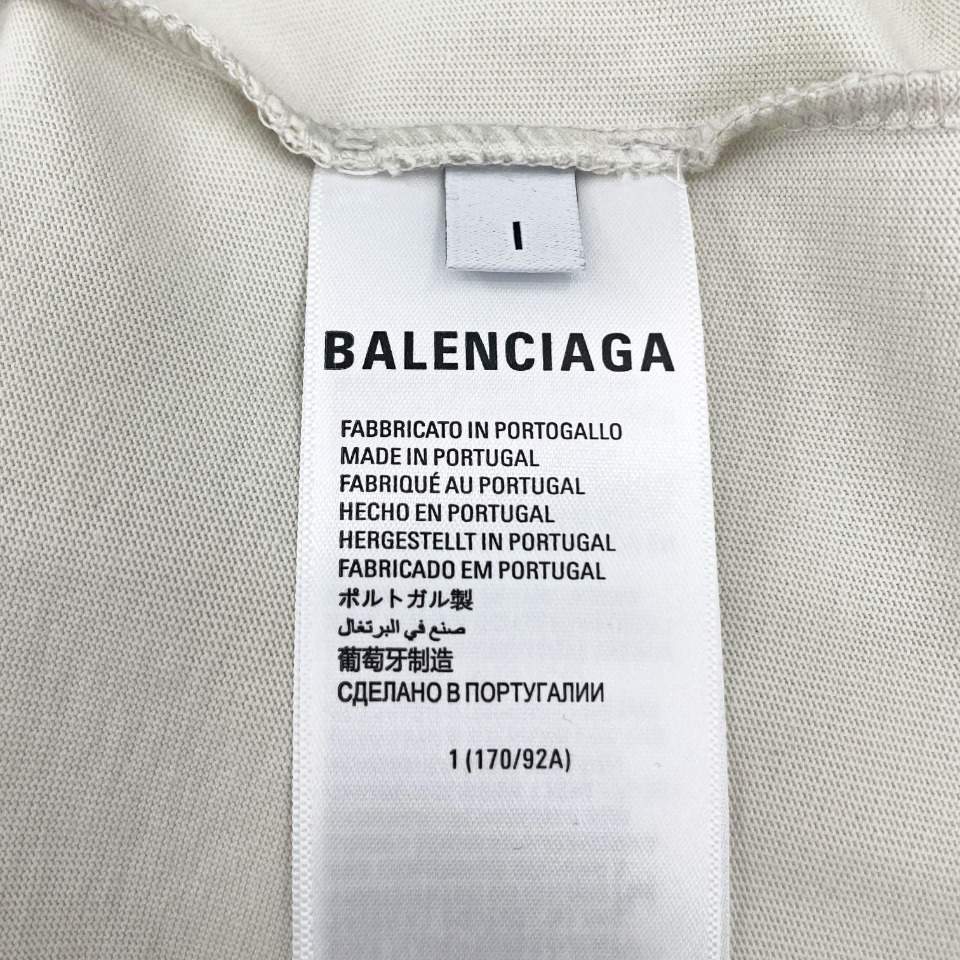 I
BALENCIAGA
FABBRICATO IN PORTOGALLO
MADE IN PORTUGAL
FABRIQUÉ AU PORTUGAL
HECHO EN PORTUGAL
HERGESTELLT IN PORTUGAL
FABRICADO EM PORTUGAL
ポルトガル製
صنع في البرتغال
葡萄牙制造
СДЕЛАНО В ПОРТУГАЛИИ
1 (170/92A)